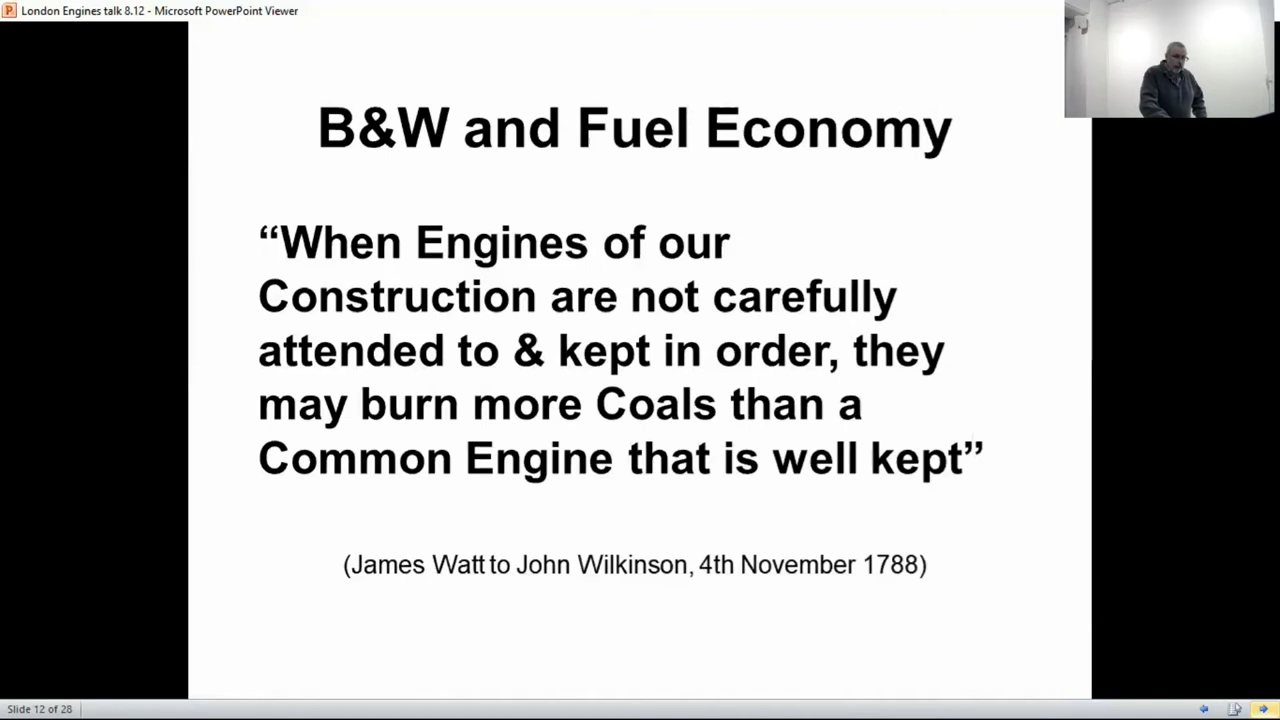 London Engines talk 8.12 - Microsoft PowerPoint Viewer
B&W and Fuel Economy
“When Engines of our
Construction are not carefully
attended to & kept in order, they
may burn more Coals than a
Common Engine that is well kept”
(James Watt to John Wilkinson, 4th November 1788)
Slide 12 of 28